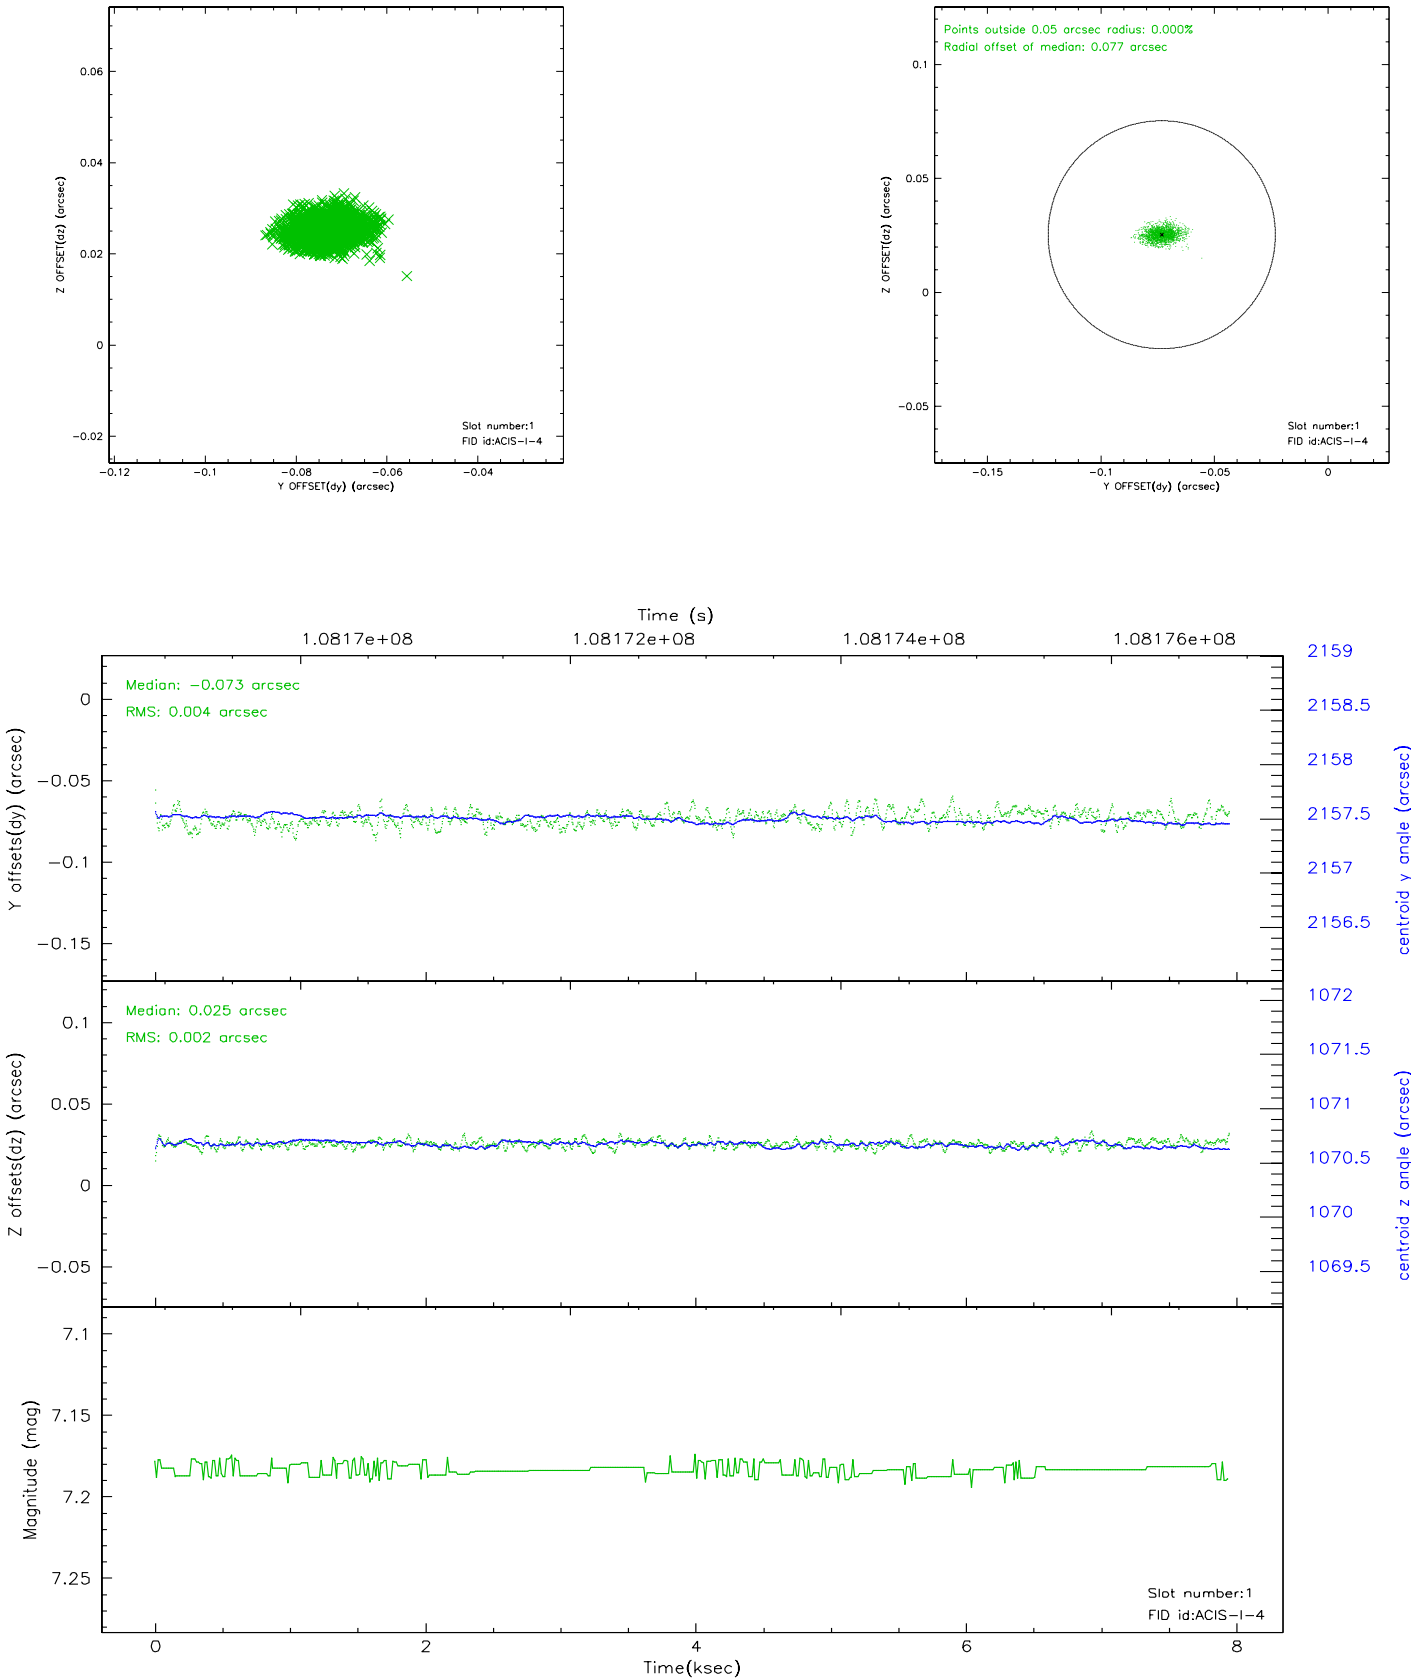 0.06
0.04
0.02
0
−0.02
−0.12
−0.1
−0.08
−0.06
−0.04
Z OFFSET(dz) (arcsec)
Y OFFSET(dy) (arcsec)
Slot number:1
FID id:ACIS−I−4
Points outside 0.05 arcsec radius: 0.000%
Radial offset of median: 0.077 arcsec
0.1
0.05
0
−0.05
−0.15
−0.1
−0.05
0
Z OFFSET(dz) (arcsec)
Y OFFSET(dy) (arcsec)
Slot number:1
FID id:ACIS−I−4
Time (s)
1.0817e+08
1.08172e+08
1.08174e+08
1.08176e+08
Median: −0.073 arcsec
RMS: 0.004 arcsec
0
−0.05
−0.1
−0.15
Y offsets(dy) (arcsec)
2159
2158.5
2158
2157.5
2157
2156.5
centroid y angle (arcsec)
Median: 0.025 arcsec
RMS: 0.002 arcsec
0.1
0.05
0
−0.05
Z offsets(dz) (arcsec)
1072
1071.5
1071
1070.5
1070
1069.5
centroid z angle (arcsec)
7.1
7.15
7.2
7.25
Magnitude (mag)
Slot number:1
FID id:ACIS−I−4
0
2
4
6
8
Time(ksec)